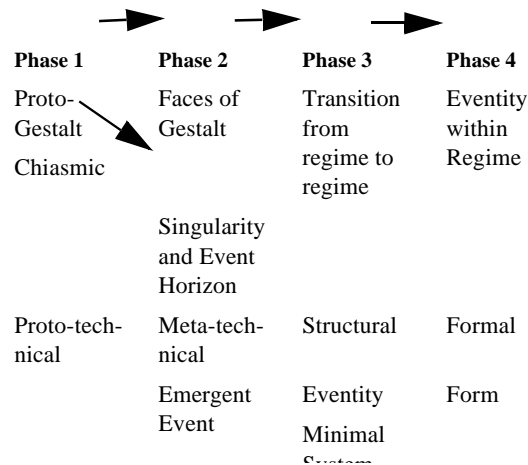 Phase 1 Phase 2 Phase 3 Phase 4
Proto-
Gestalt
Chiasmic
Faces of
Gestalt
Transition
from
regime to
regime
Eventity
within
Regime
Singularity
and Event
Horizon
Proto-tech-
nical
Meta-tech-
nical
Structural
Formal
Emergent
Event
Eventity
Form
Minimal